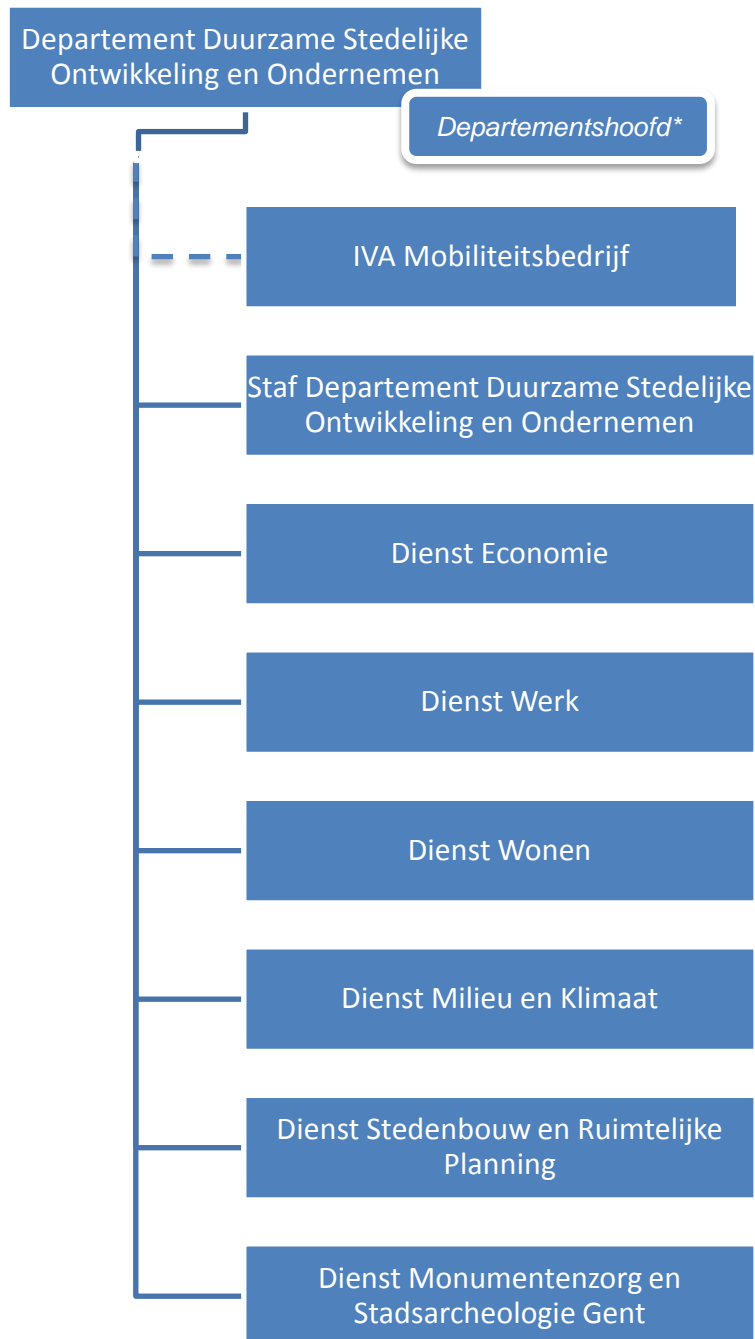 Departement Duurzame Stedelijke
Ontwikkeling en Ondernemen
Departementshoofd*
IVA Mobiliteitsbedrijf
Staf Departement Duurzame Stedelijke
Ontwikkeling en Ondernemen
Dienst Economie
Dienst Werk
Dienst Wonen
Dienst Milieu en Klimaat
Dienst Stedenbouw en Ruimtelijke
Planning
Dienst Monumentenzorg en
Stadsarcheologie Gent